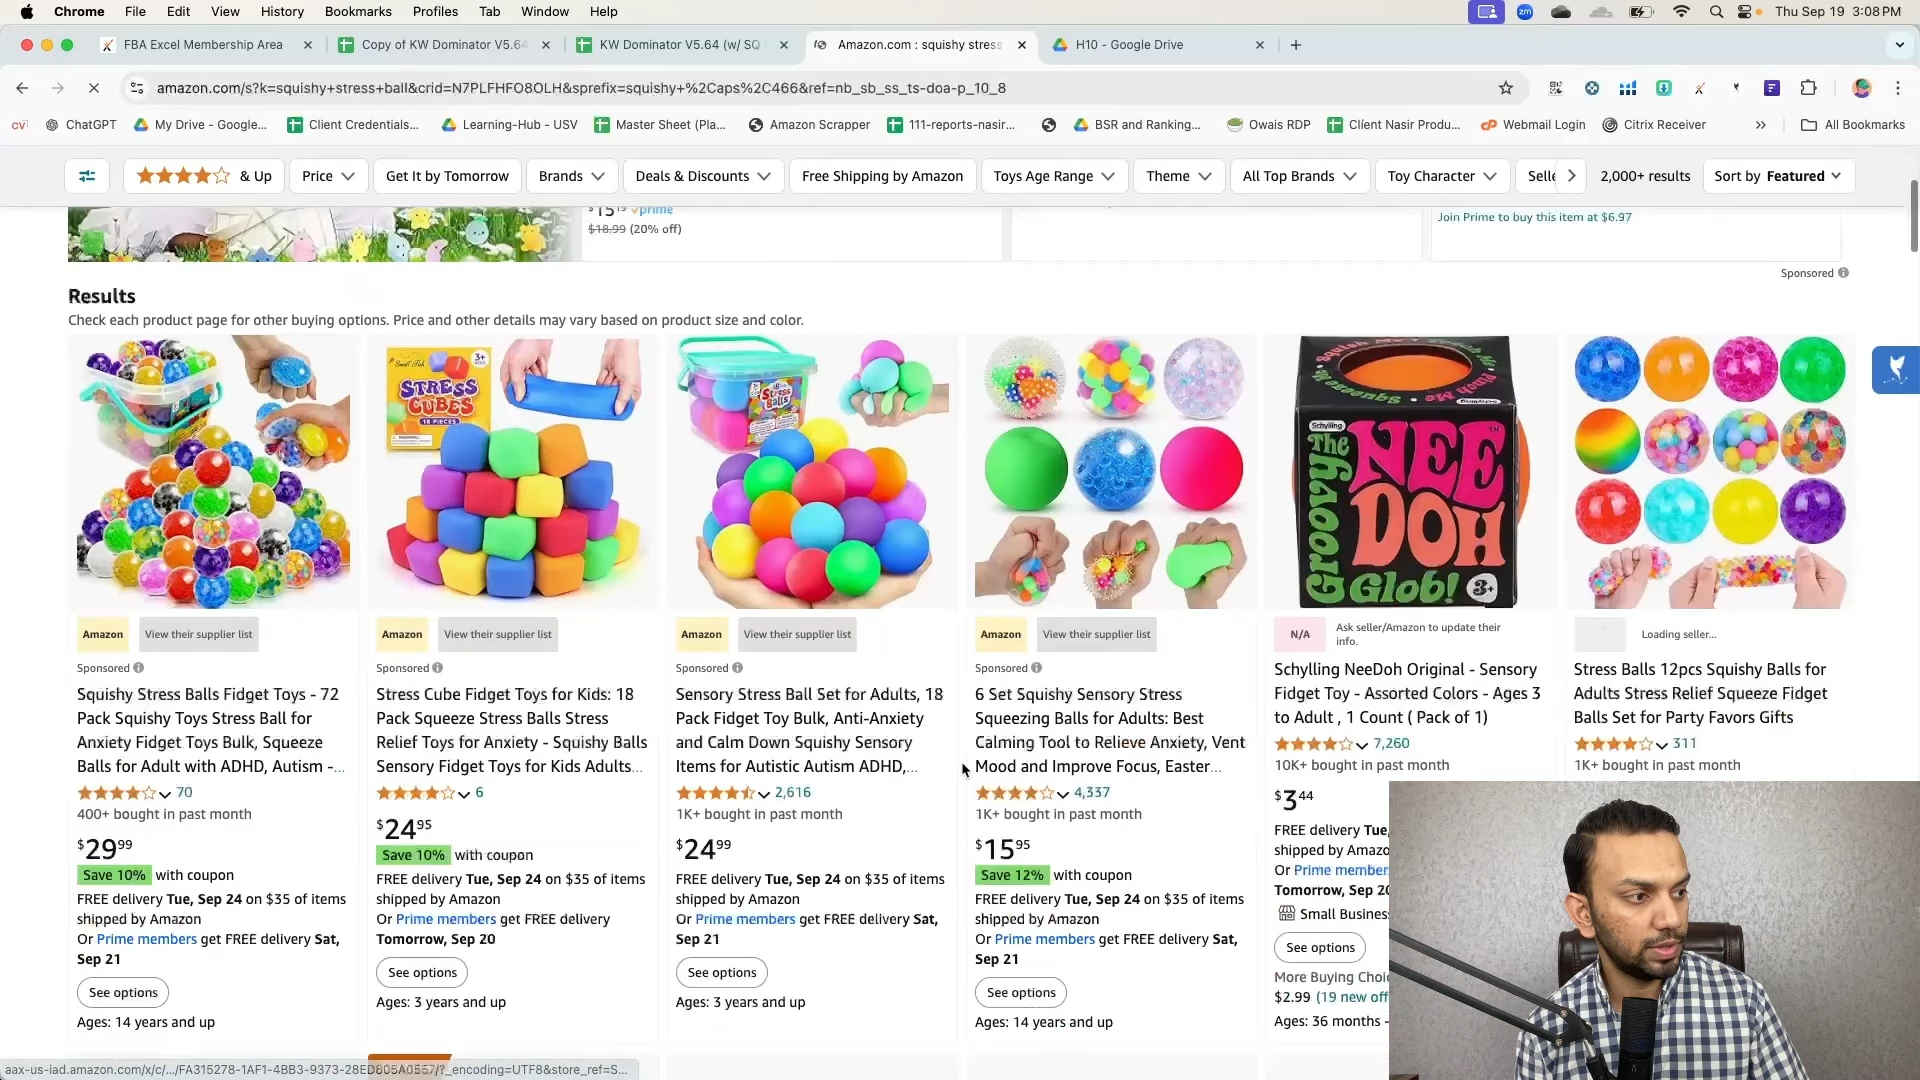 Chrome File Edit View History Bookmarks Profiles Tab Window Help
zm Thu Sep 19 3:08 PM
FBA Excel Membership Area
Copy of KW Dominator V5.64
KW Dominator V5.64 (w/ SQ
Amazon.com : squishy stress
H10 - Google Drive
amazon.com/s?k=squishy+stress+ball&crid=N7PLFHFO8OLH&sprefix=squishy+%2Caps%2C466&ref=nb_sb_ss_ts-doa-p_10_8
ChatGPT My Drive - Google... Client Credentials... Learning-Hub - USV Master Sheet (Pla... Amazon Scrapper 111-reports-nasir... BSR and Ranking... Owais RDP Client Nasir Produ... Webmail Login Citrix Receiver » All Bookmarks
& Up Price Get It by Tomorrow Brands Deals & Discounts Free Shipping by Amazon Toys Age Range Theme All Top Brands Toy Character Selle 2,000+ results Sort by Featured
$15.19 prime
$18.99 (20% off)
Join Prime to buy this item at $6.97
Sponsored
Results
Check each product page for other buying options. Price and other details may vary based on product size and color.
Small Fish
3+
STRESS
CUBES
18 PIECES
Stress
Balls
Squish Me
Squeeze Me
Pinch Me
Schylling
The
Groovy
NEE
DOH
Glob!
3+
Amazon
View their supplier list
Sponsored
Squishy Stress Balls Fidget Toys - 72
Pack Squishy Toys Stress Ball for
Anxiety Fidget Toys Bulk, Squeeze
Balls for Adult with ADHD, Autism -...
70
400+ bought in past month
$29.99
Save 10% with coupon
FREE delivery Tue, Sep 24 on $35 of items
shipped by Amazon
Or Prime members get FREE delivery Sat,
Sep 21
See options
Ages: 14 years and up
Amazon
View their supplier list
Sponsored
Stress Cube Fidget Toys for Kids: 18
Pack Squeeze Stress Balls Stress
Relief Toys for Anxiety - Squishy Balls
Sensory Fidget Toys for Kids Adults...
6
$24.95
Save 10% with coupon
FREE delivery Tue, Sep 24 on $35 of items
shipped by Amazon
Or Prime members get FREE delivery
Tomorrow, Sep 20
See options
Ages: 3 years and up
Amazon
View their supplier list
Sponsored
Sensory Stress Ball Set for Adults, 18
Pack Fidget Toy Bulk, Anti-Anxiety
and Calm Down Squishy Sensory
Items for Autistic Autism ADHD,...
2,616
1K+ bought in past month
$24.99
FREE delivery Tue, Sep 24 on $35 of items
shipped by Amazon
Or Prime members get FREE delivery Sat,
Sep 21
See options
Ages: 3 years and up
Amazon
View their supplier list
Sponsored
6 Set Squishy Sensory Stress
Squeezing Balls for Adults: Best
Calming Tool to Relieve Anxiety, Vent
Mood and Improve Focus, Easter...
4,337
1K+ bought in past month
$15.95
Save 12% with coupon
FREE delivery Tue, Sep 24 on $35 of items
shipped by Amazon
Or Prime members get FREE delivery Sat,
Sep 21
See options
Ages: 14 years and up
N/A
Ask seller/Amazon to update their
info.
Schylling NeeDoh Original - Sensory
Fidget Toy - Assorted Colors - Ages 3
to Adult , 1 Count ( Pack of 1)
7,260
10K+ bought in past month
$3.44
FREE delivery Tue,
shipped by Amazo
Or Prime member
Tomorrow, Sep 20
Small Business
See options
More Buying Choic
$2.99 (19 new off
Ages: 36 months -
Loading seller...
Stress Balls 12pcs Squishy Balls for
Adults Stress Relief Squeeze Fidget
Balls Set for Party Favors Gifts
311
1K+ bought in past month